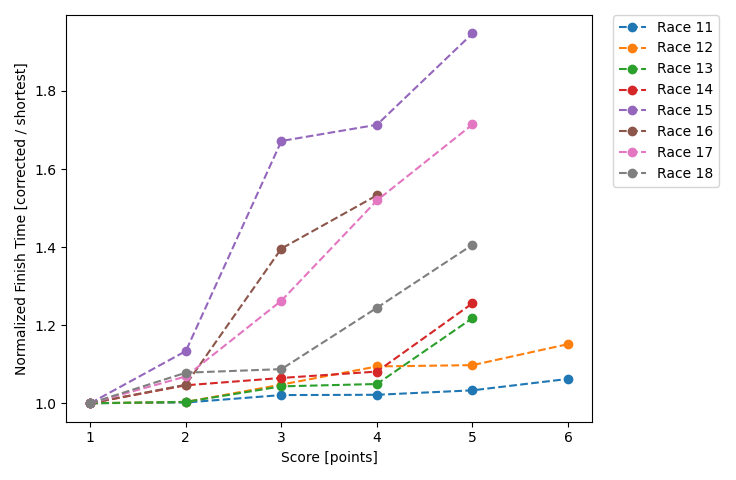 Normalized Finish Time [corrected / shortest]
1.8
1.6
1.4
1.2
1.0
1 2 3 4 5 6
Score [points]
Race 11
Race 12
Race 13
Race 14
Race 15
Race 16
Race 17
Race 18